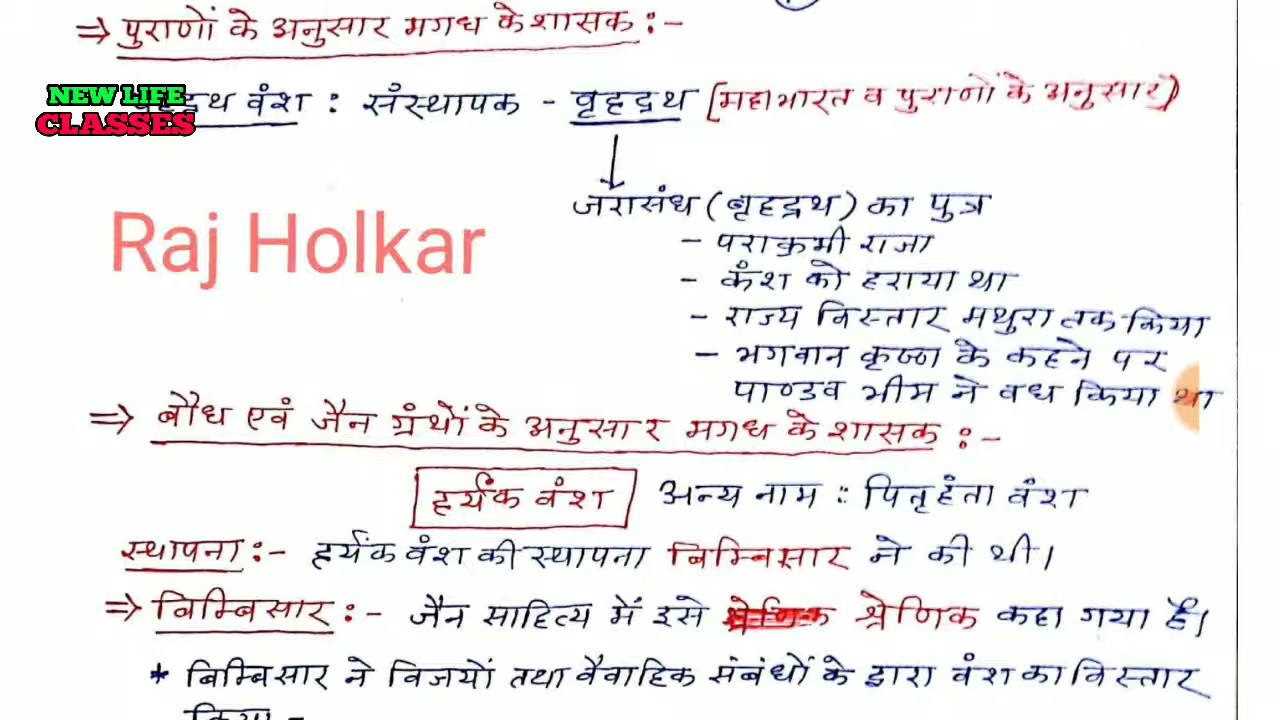 ⇒ पुराणों के अनुसार मगध के शासक :-
NEW LIFE
CLASSES
वंश : संस्थापक - वृहद्रथ [महाभारत व पुराणों के अनुसार]
जरासंध (बृहद्रथ) का पुत्र
Raj Holkar
- पराक्रमी राजा
- कंश को हराया था
- राज्य विस्तार मथुरा तक किया
- भगवान कृष्ण के कहने पर
पाण्डव भीम ने वध किया था
⇒ बौध एवं जैन ग्रंथों के अनुसार मगध के शासक :-
हर्यंक वंश अन्य नाम : पितृहंता वंश
स्थापना :- हर्यंक वंश की स्थापना बिम्बिसार ने की थी।
⇒ बिम्बिसार :- जैन साहित्य में इसे श्रेणिक कहा गया है।
* बिम्बिसार ने विजयों तथा वैवाहिक संबंधों के द्वारा वंश का विस्तार